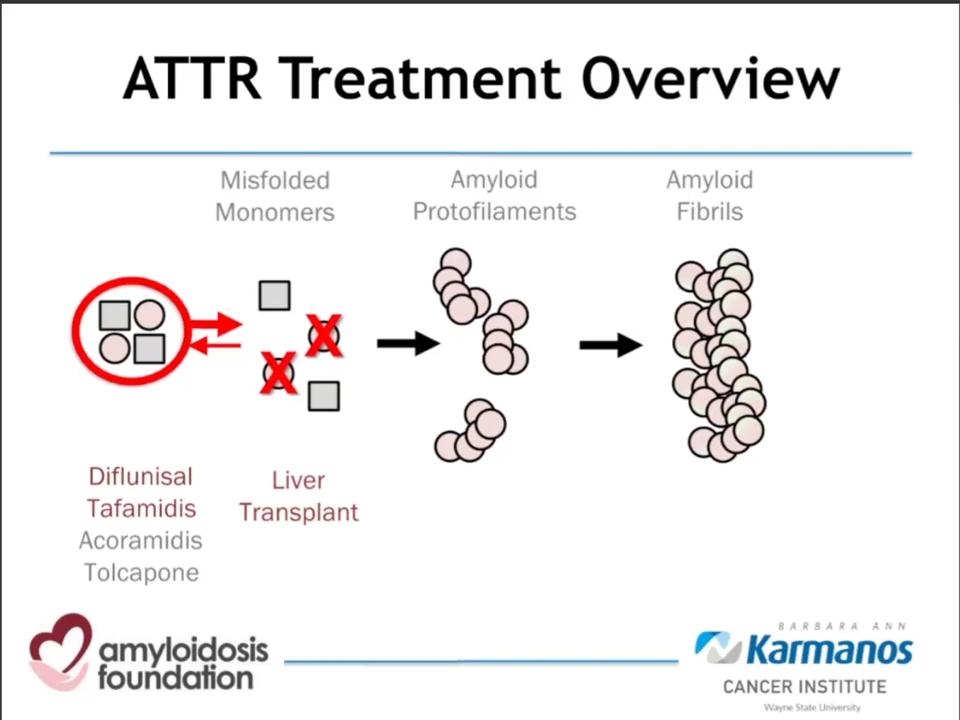 ATTR Treatment Overview
Misfolded
Monomers
Amyloid
Protofilaments
Amyloid
Fibrils
X
X
Diflunisal
Tafamidis
Acoramidis
Tolcapone
Liver
Transplant
amyloidosis
foundation
BARBARA ANN
Karmanos
CANCER INSTITUTE
Wayne State University